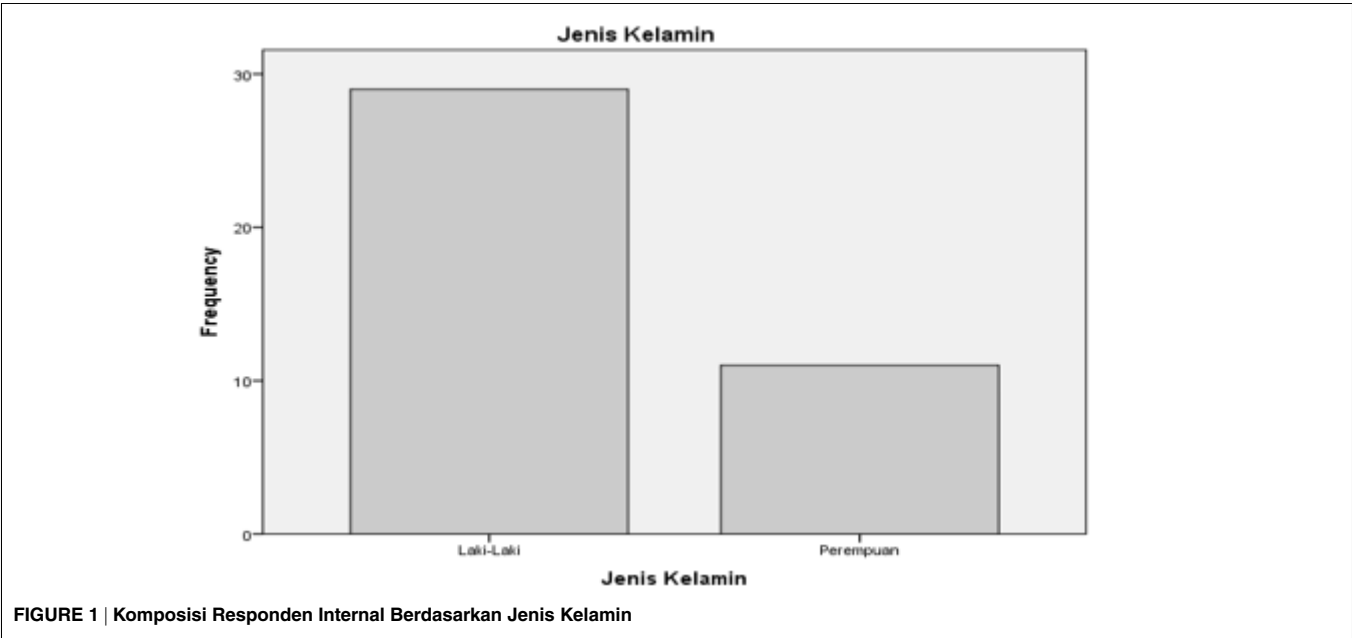 Jenis Kelamin
30
20
10
0
Frequency
Laki-Laki
Perempuan
Jenis Kelamin
FIGURE 1 | Komposisi Responden Internal Berdasarkan Jenis Kelamin